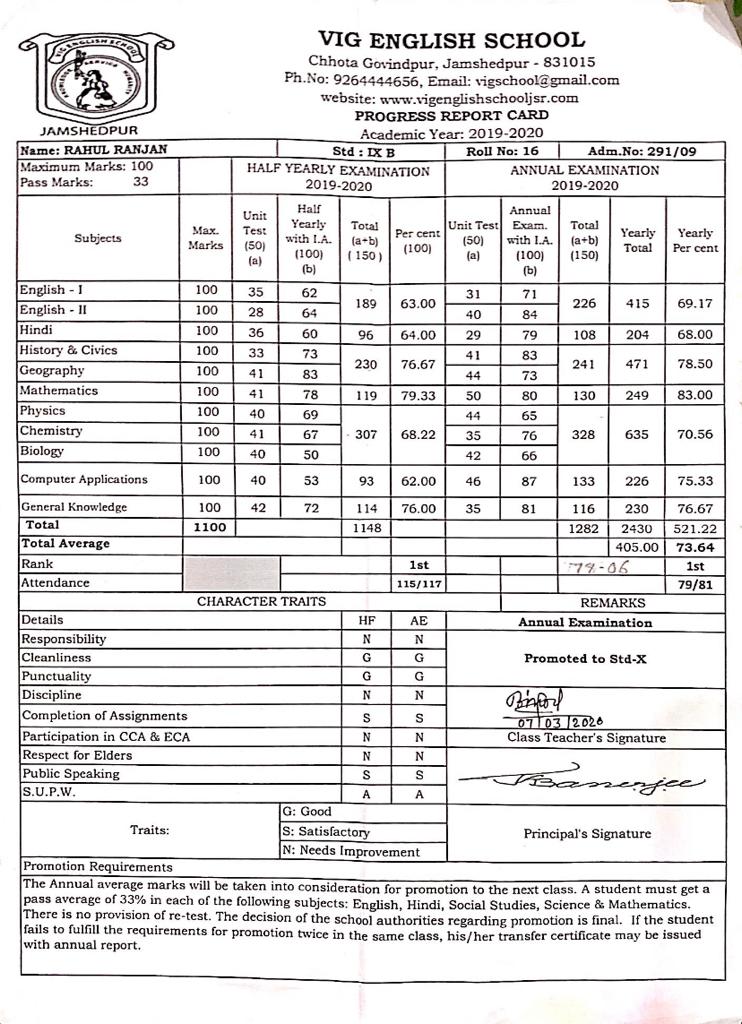 VIG ENGLISH SCHOOL
VIG ENGLISH SCHOOL
JAMSHEDPUR
Chhota Govindpur, Jamshedpur - 831015
Ph.No: 9264444656, Email: vigschool@gmail.com
website: www.vigenglishschooljsr.com
PROGRESS REPORT CARD
Academic Year: 2019-2020
Name: RAHUL RANJAN Std : IX B Roll No: 16 Adm.No: 291/09
Maximum Marks: 100
Pass Marks: 33
HALF YEARLY EXAMINATION 2019-2020
ANNUAL EXAMINATION 2019-2020
Subjects Max. Marks Unit Test (50) (a) Half Yearly with I.A. (100) (b) Total (a+b) (150) Per cent (100) Unit Test (50) (a) Annual Exam. with I.A. (100) (b) Total (a+b) (150) Yearly Total Yearly Per cent
English - I 100 35 62 189 63.00 31 71 226 415 69.17
English - II 100 28 64 40 84
Hindi 100 36 60 96 64.00 29 79 108 204 68.00
History & Civics 100 33 73 230 76.67 41 83 241 471 78.50
Geography 100 41 83 44 73
Mathematics 100 41 78 119 79.33 50 80 130 249 83.00
Physics 100 40 69 307 68.22 44 65 328 635 70.56
Chemistry 100 41 67 35 76
Biology 100 40 50 42 66
Computer Applications 100 40 53 93 62.00 46 87 133 226 75.33
General Knowledge 100 42 72 114 76.00 35 81 116 230 76.67
Total 1100 1148 1282 2430 521.22
Total Average 405.00 73.64
Rank 1st 78-06 1st
Attendance 115/117 79/81
CHARACTER TRAITS REMARKS
Details HF AE Annual Examination
Responsibility N N
Cleanliness G G Promoted to Std-X
Punctuality G G
Discipline N N
Completion of Assignments S S 07/03/2020
Participation in CCA & ECA N N Class Teacher's Signature
Respect for Elders N N
Public Speaking S S Banerjee
S.U.P.W. A A
Traits:
G: Good
S: Satisfactory
N: Needs Improvement
Principal's Signature
Promotion Requirements
The Annual average marks will be taken into consideration for promotion to the next class. A student must get a
pass average of 33% in each of the following subjects: English, Hindi, Social Studies, Science & Mathematics.
There is no provision of re-test. The decision of the school authorities regarding promotion is final. If the student
fails to fulfill the requirements for promotion twice in the same class, his/her transfer certificate may be issued
with annual report.